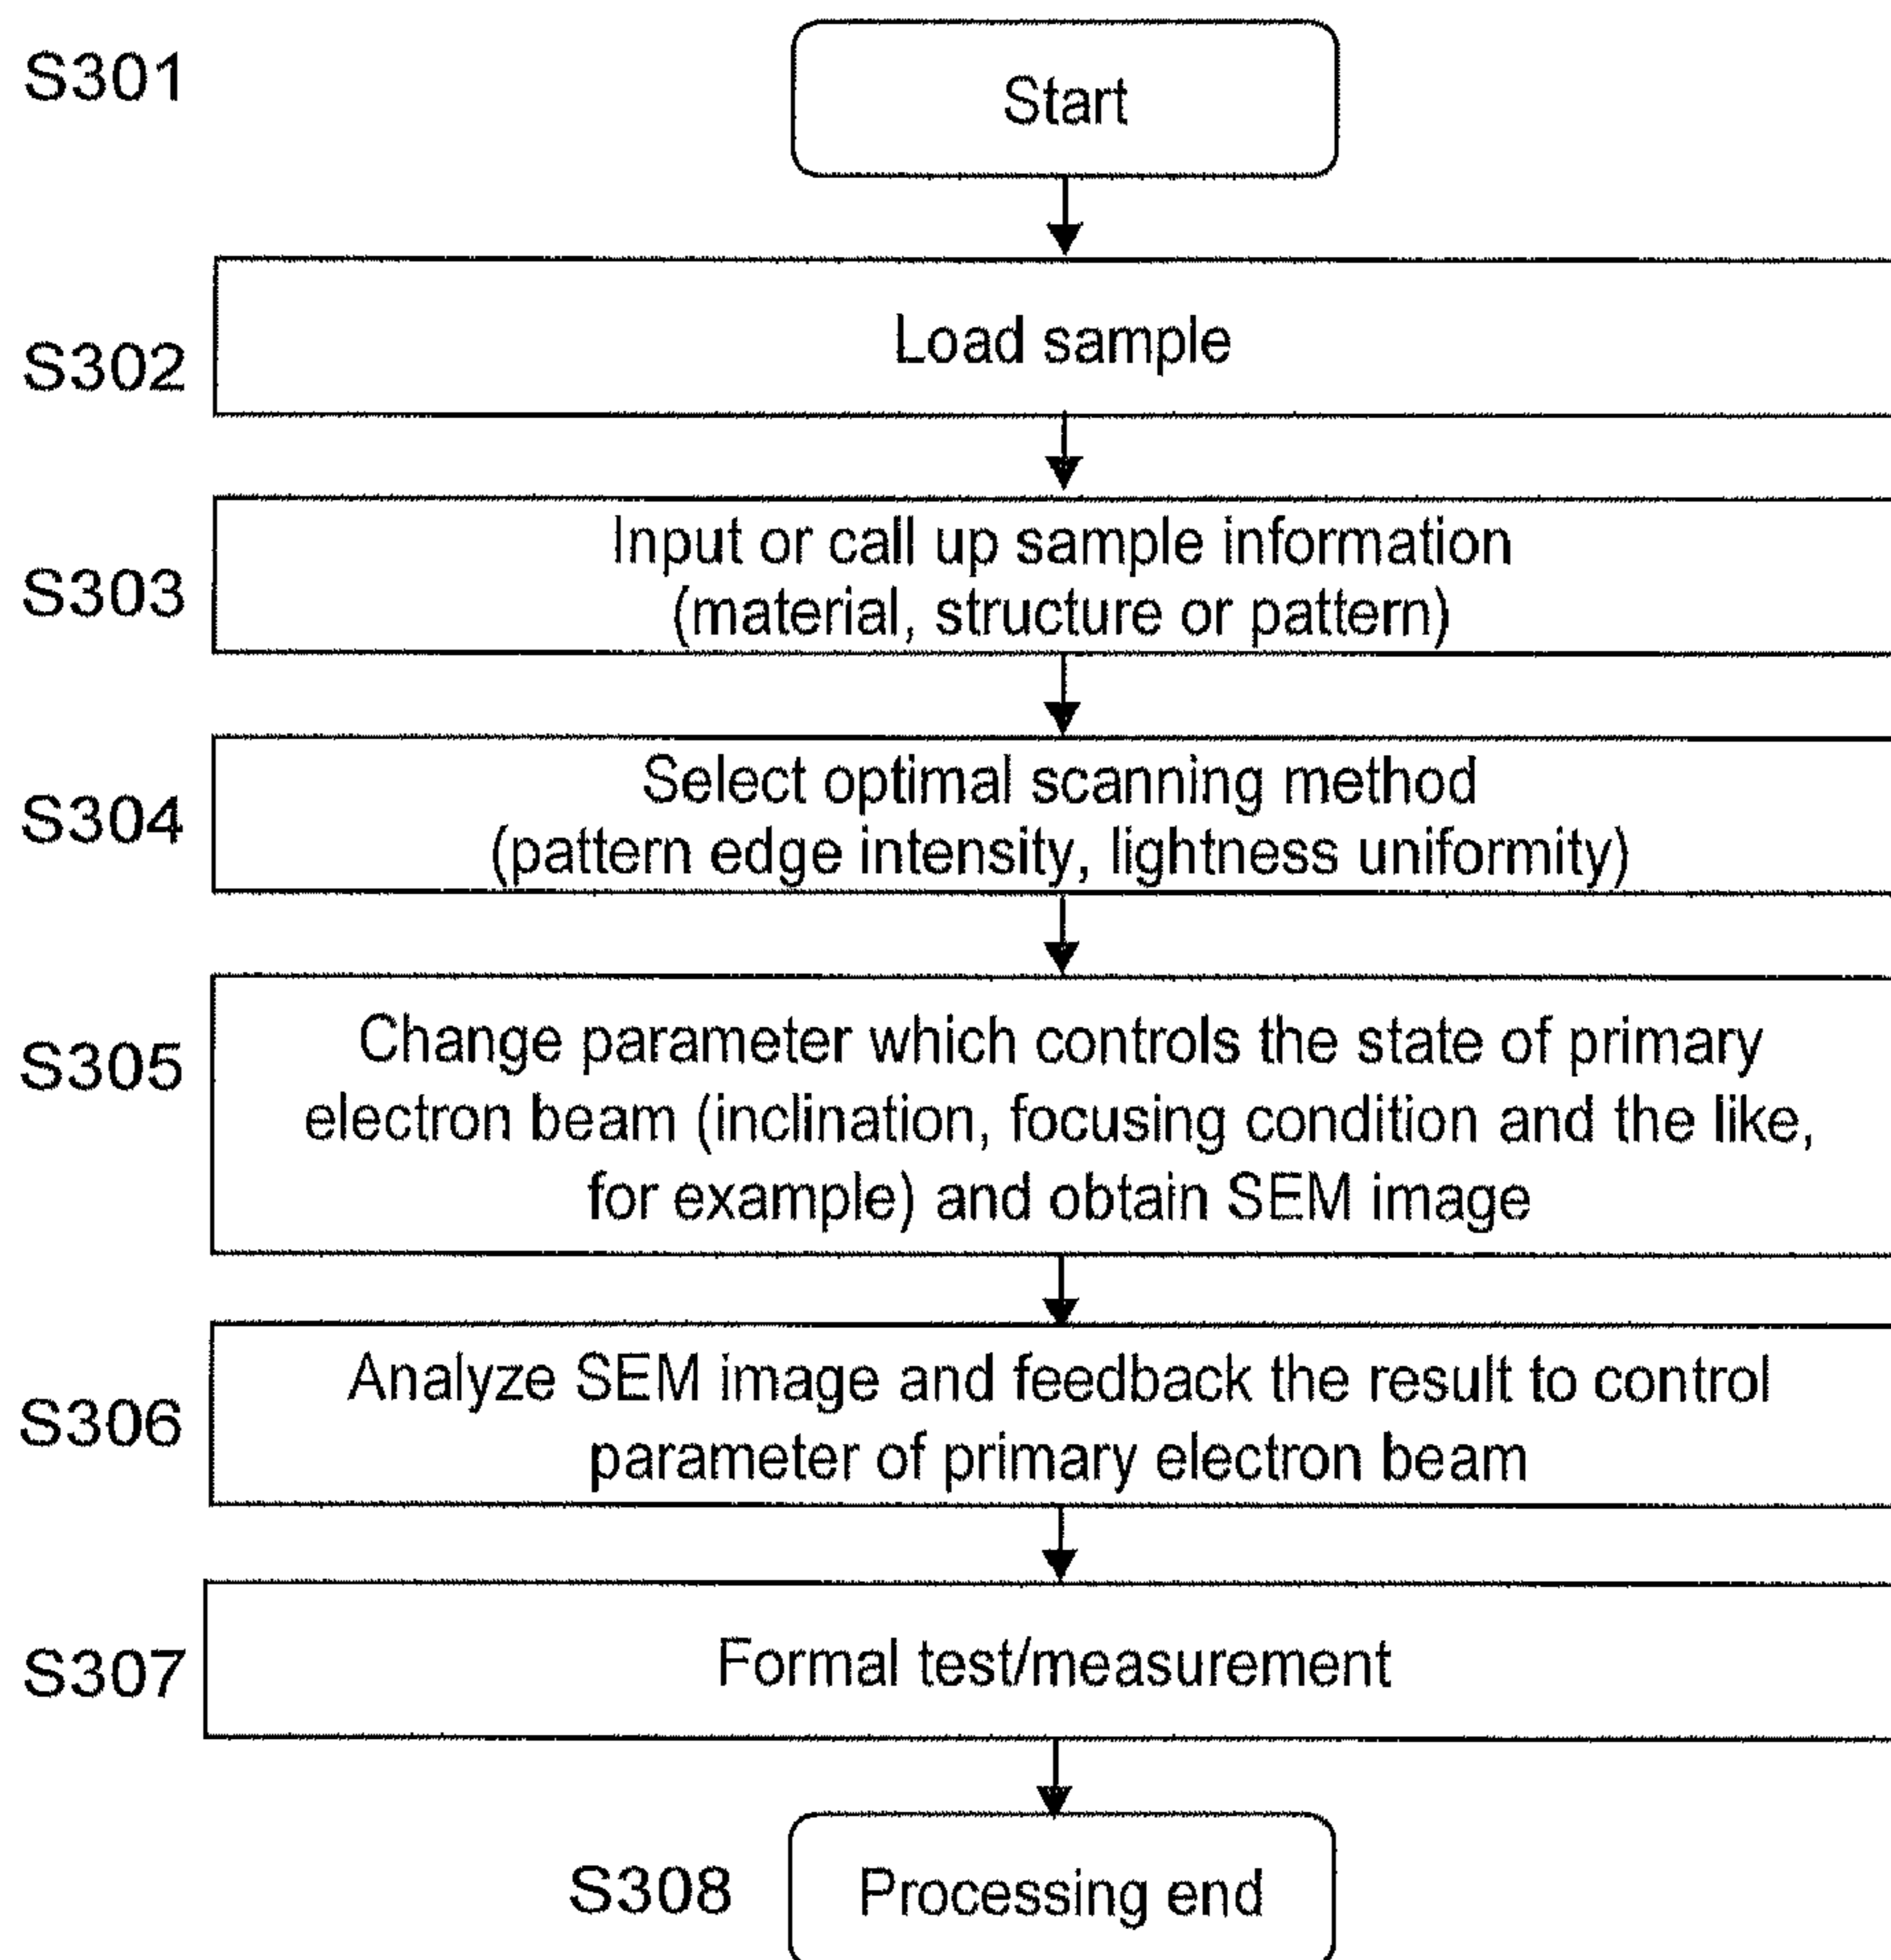 S301
Start
S302
Load sample
S303
Input or call up sample information
(material, structure or pattern)
S304
Select optimal scanning method
(pattern edge intensity, lightness uniformity)
S305
Change parameter which controls the state of primary
electron beam (inclination, focusing condition and the like,
for example) and obtain SEM image
S306
Analyze SEM image and feedback the result to control
parameter of primary electron beam
S307
Formal test/measurement
S308
Processing end